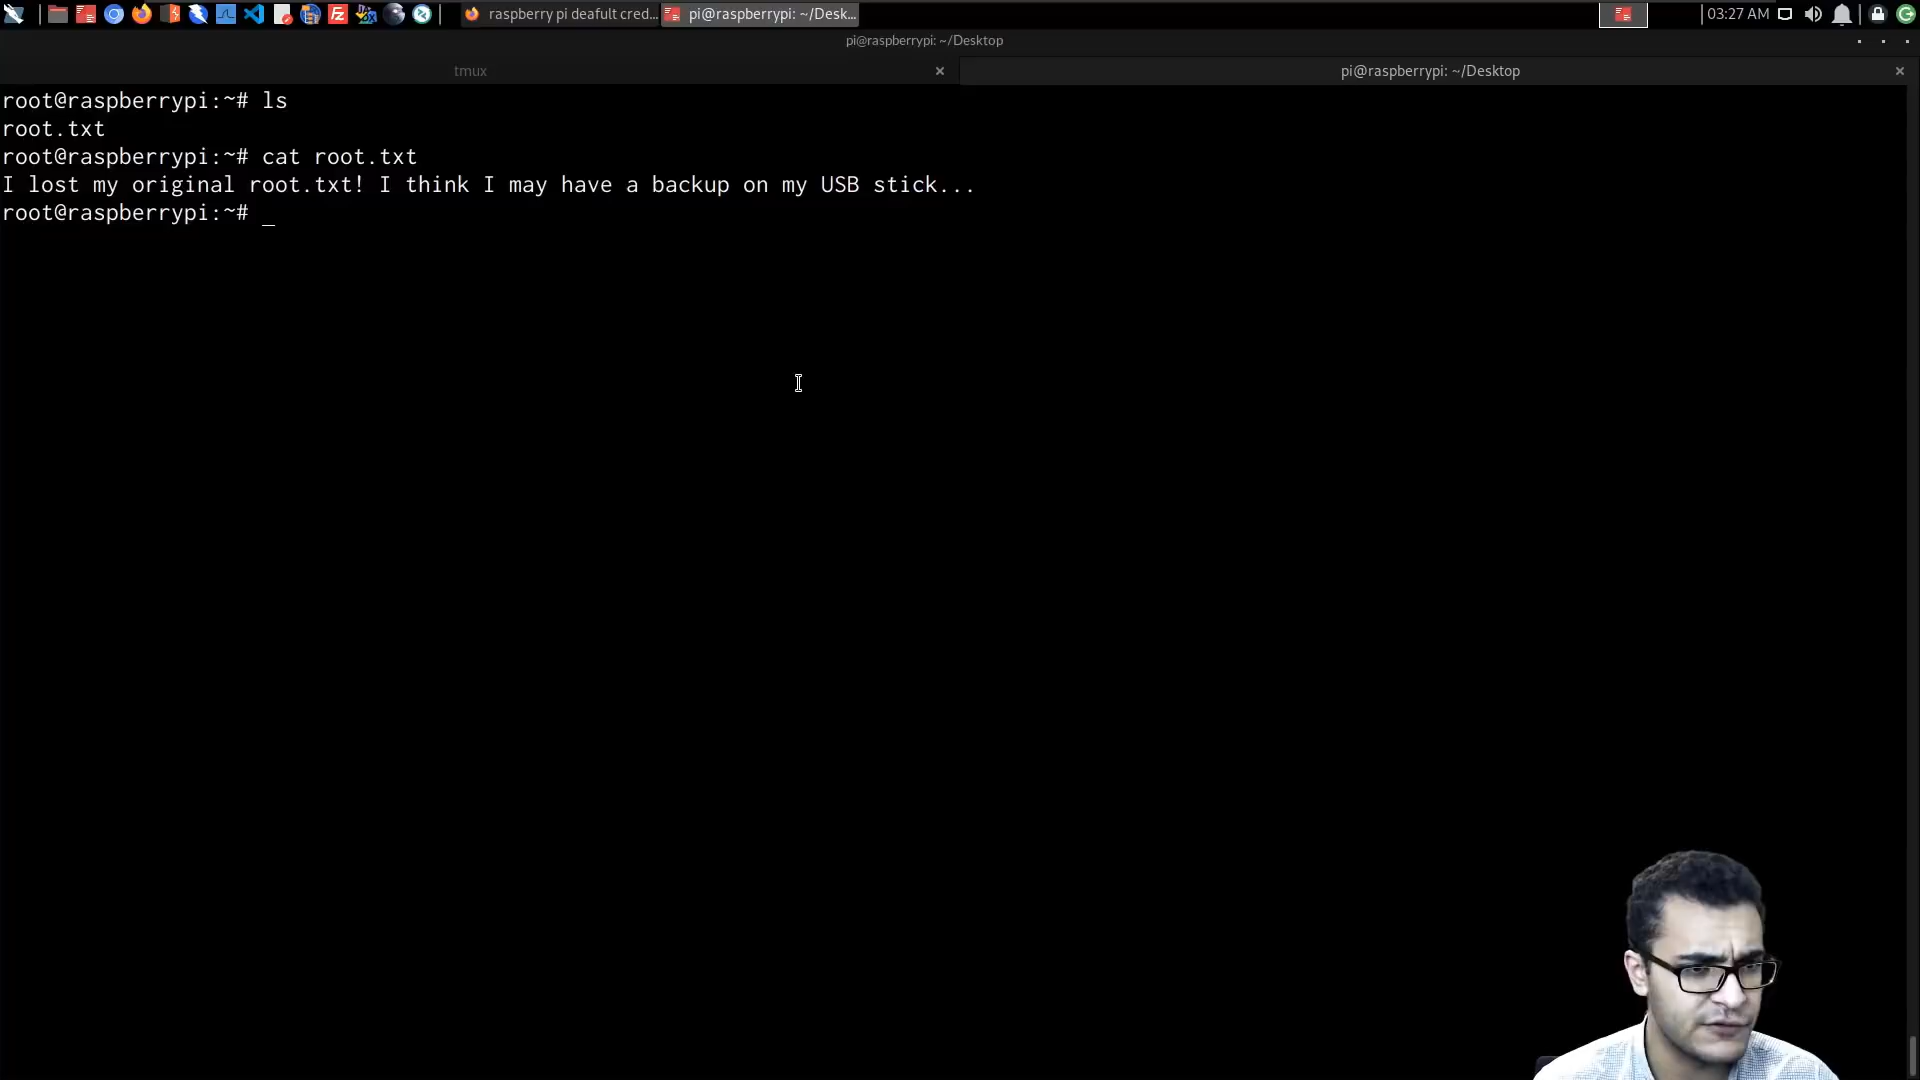 raspberry pi deafult cred...
pi@raspberrypi: ~/Desk...
03:27 AM
pi@raspberrypi: ~/Desktop
tmux
pi@raspberrypi: ~/Desktop
root@raspberrypi:~# ls
root.txt
root@raspberrypi:~# cat root.txt
I lost my original root.txt! I think I may have a backup on my USB stick...
root@raspberrypi:~# _